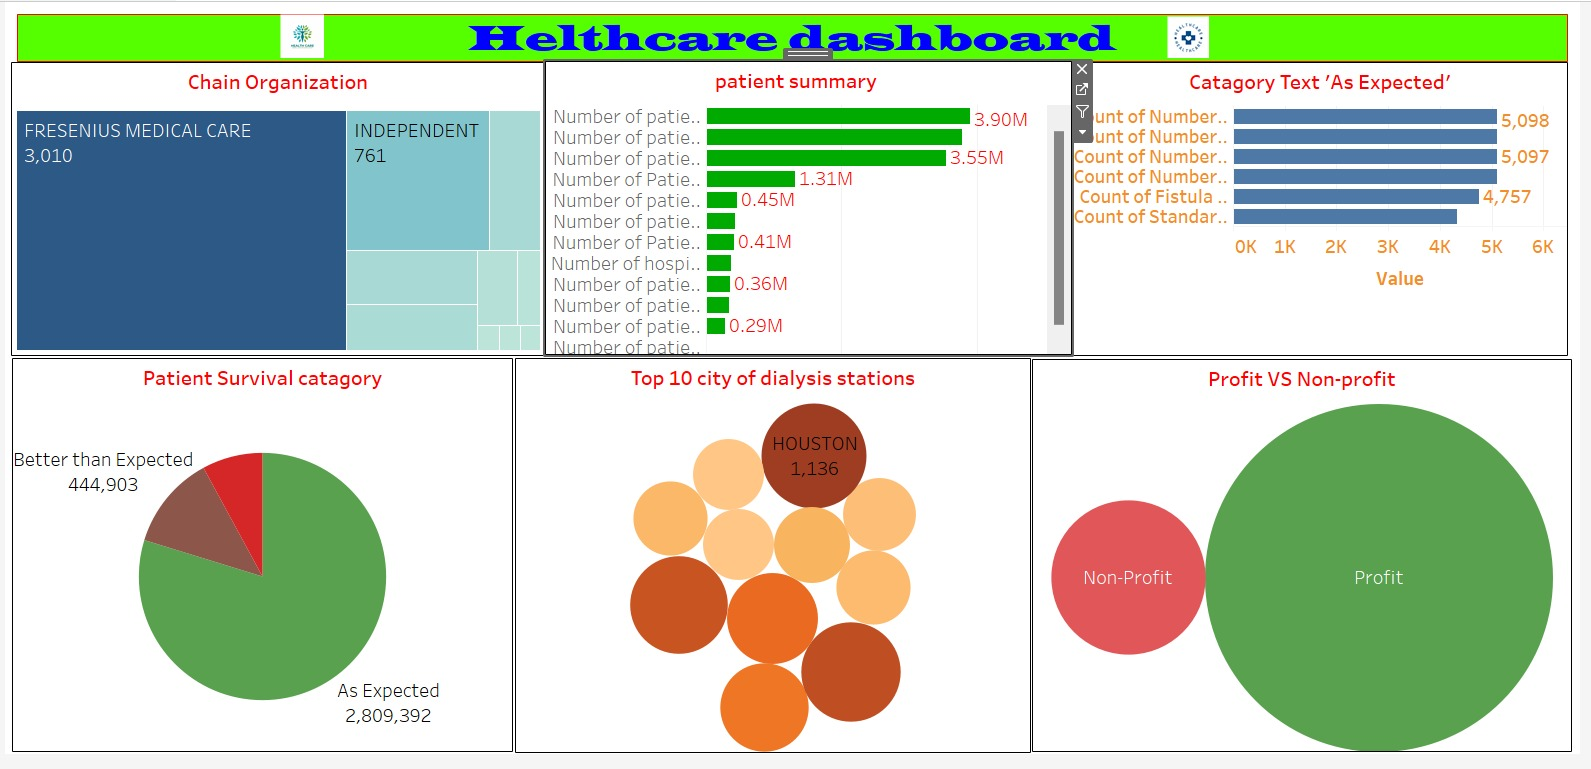 Helthcare dashboard
HEALTH CARE
HEALTHCARE HEALTHCARE
Chain Organization
FRESENIUS MEDICAL CARE
3,010
INDEPENDENT
761
patient summary
Number of patie.. 3.90M
Number of patie..
Number of patie.. 3.55M
Number of Patie.. 1.31M
Number of patie.. 0.45M
Number of patie..
Number of Patie.. 0.41M
Number of hospi..
Number of patie.. 0.36M
Number of patie..
Number of patie.. 0.29M
Number of patie..
Catagory Text 'As Expected'
ount of Number.. 5,098
ount of Number..
Count of Number.. 5,097
Count of Number..
Count of Fistula .. 4,757
Count of Standar..
0K 1K 2K 3K 4K 5K 6K
Value
Patient Survival catagory
Better than Expected
444,903
As Expected
2,809,392
Top 10 city of dialysis stations
HOUSTON
1,136
Profit VS Non-profit
Non-Profit
Profit